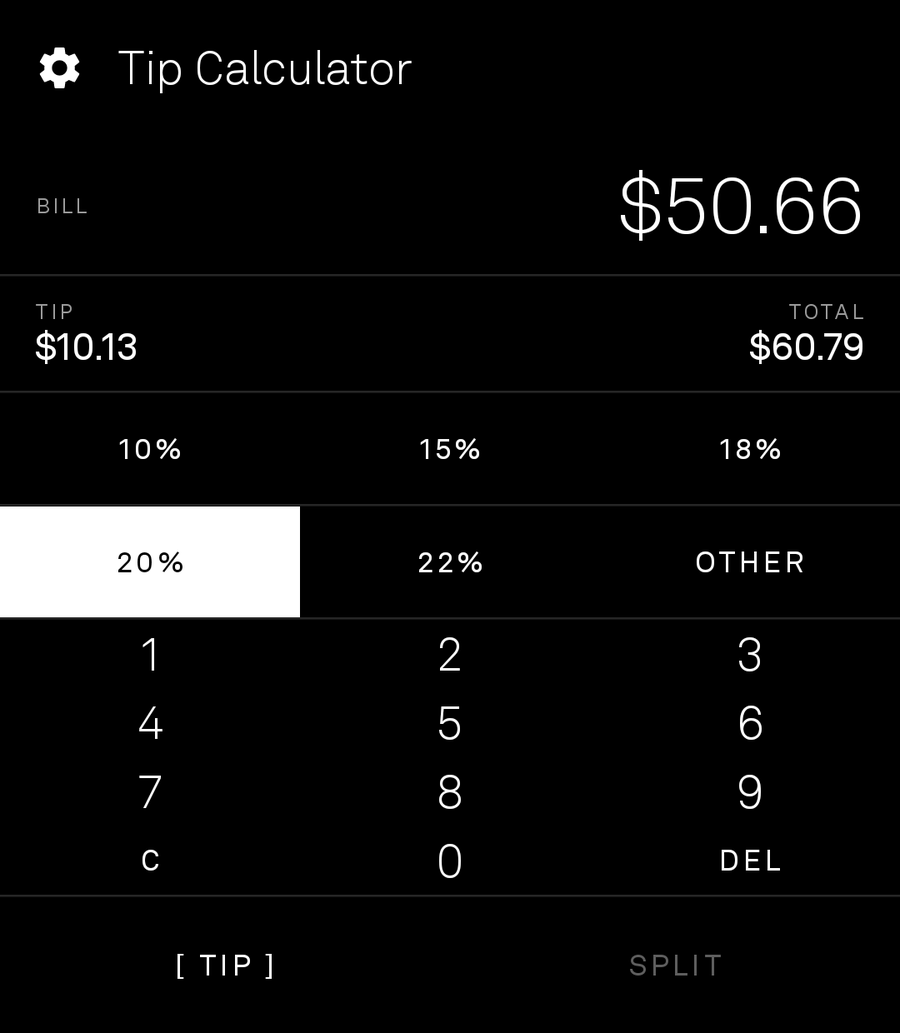 Tip Calculator
BILL $50.66
TIP TOTAL
$10.13 $60.79
10% 15% 18%
20% 22% OTHER
1 2 3
4 5 6
7 8 9
C 0 DEL
[ TIP ] SPLIT